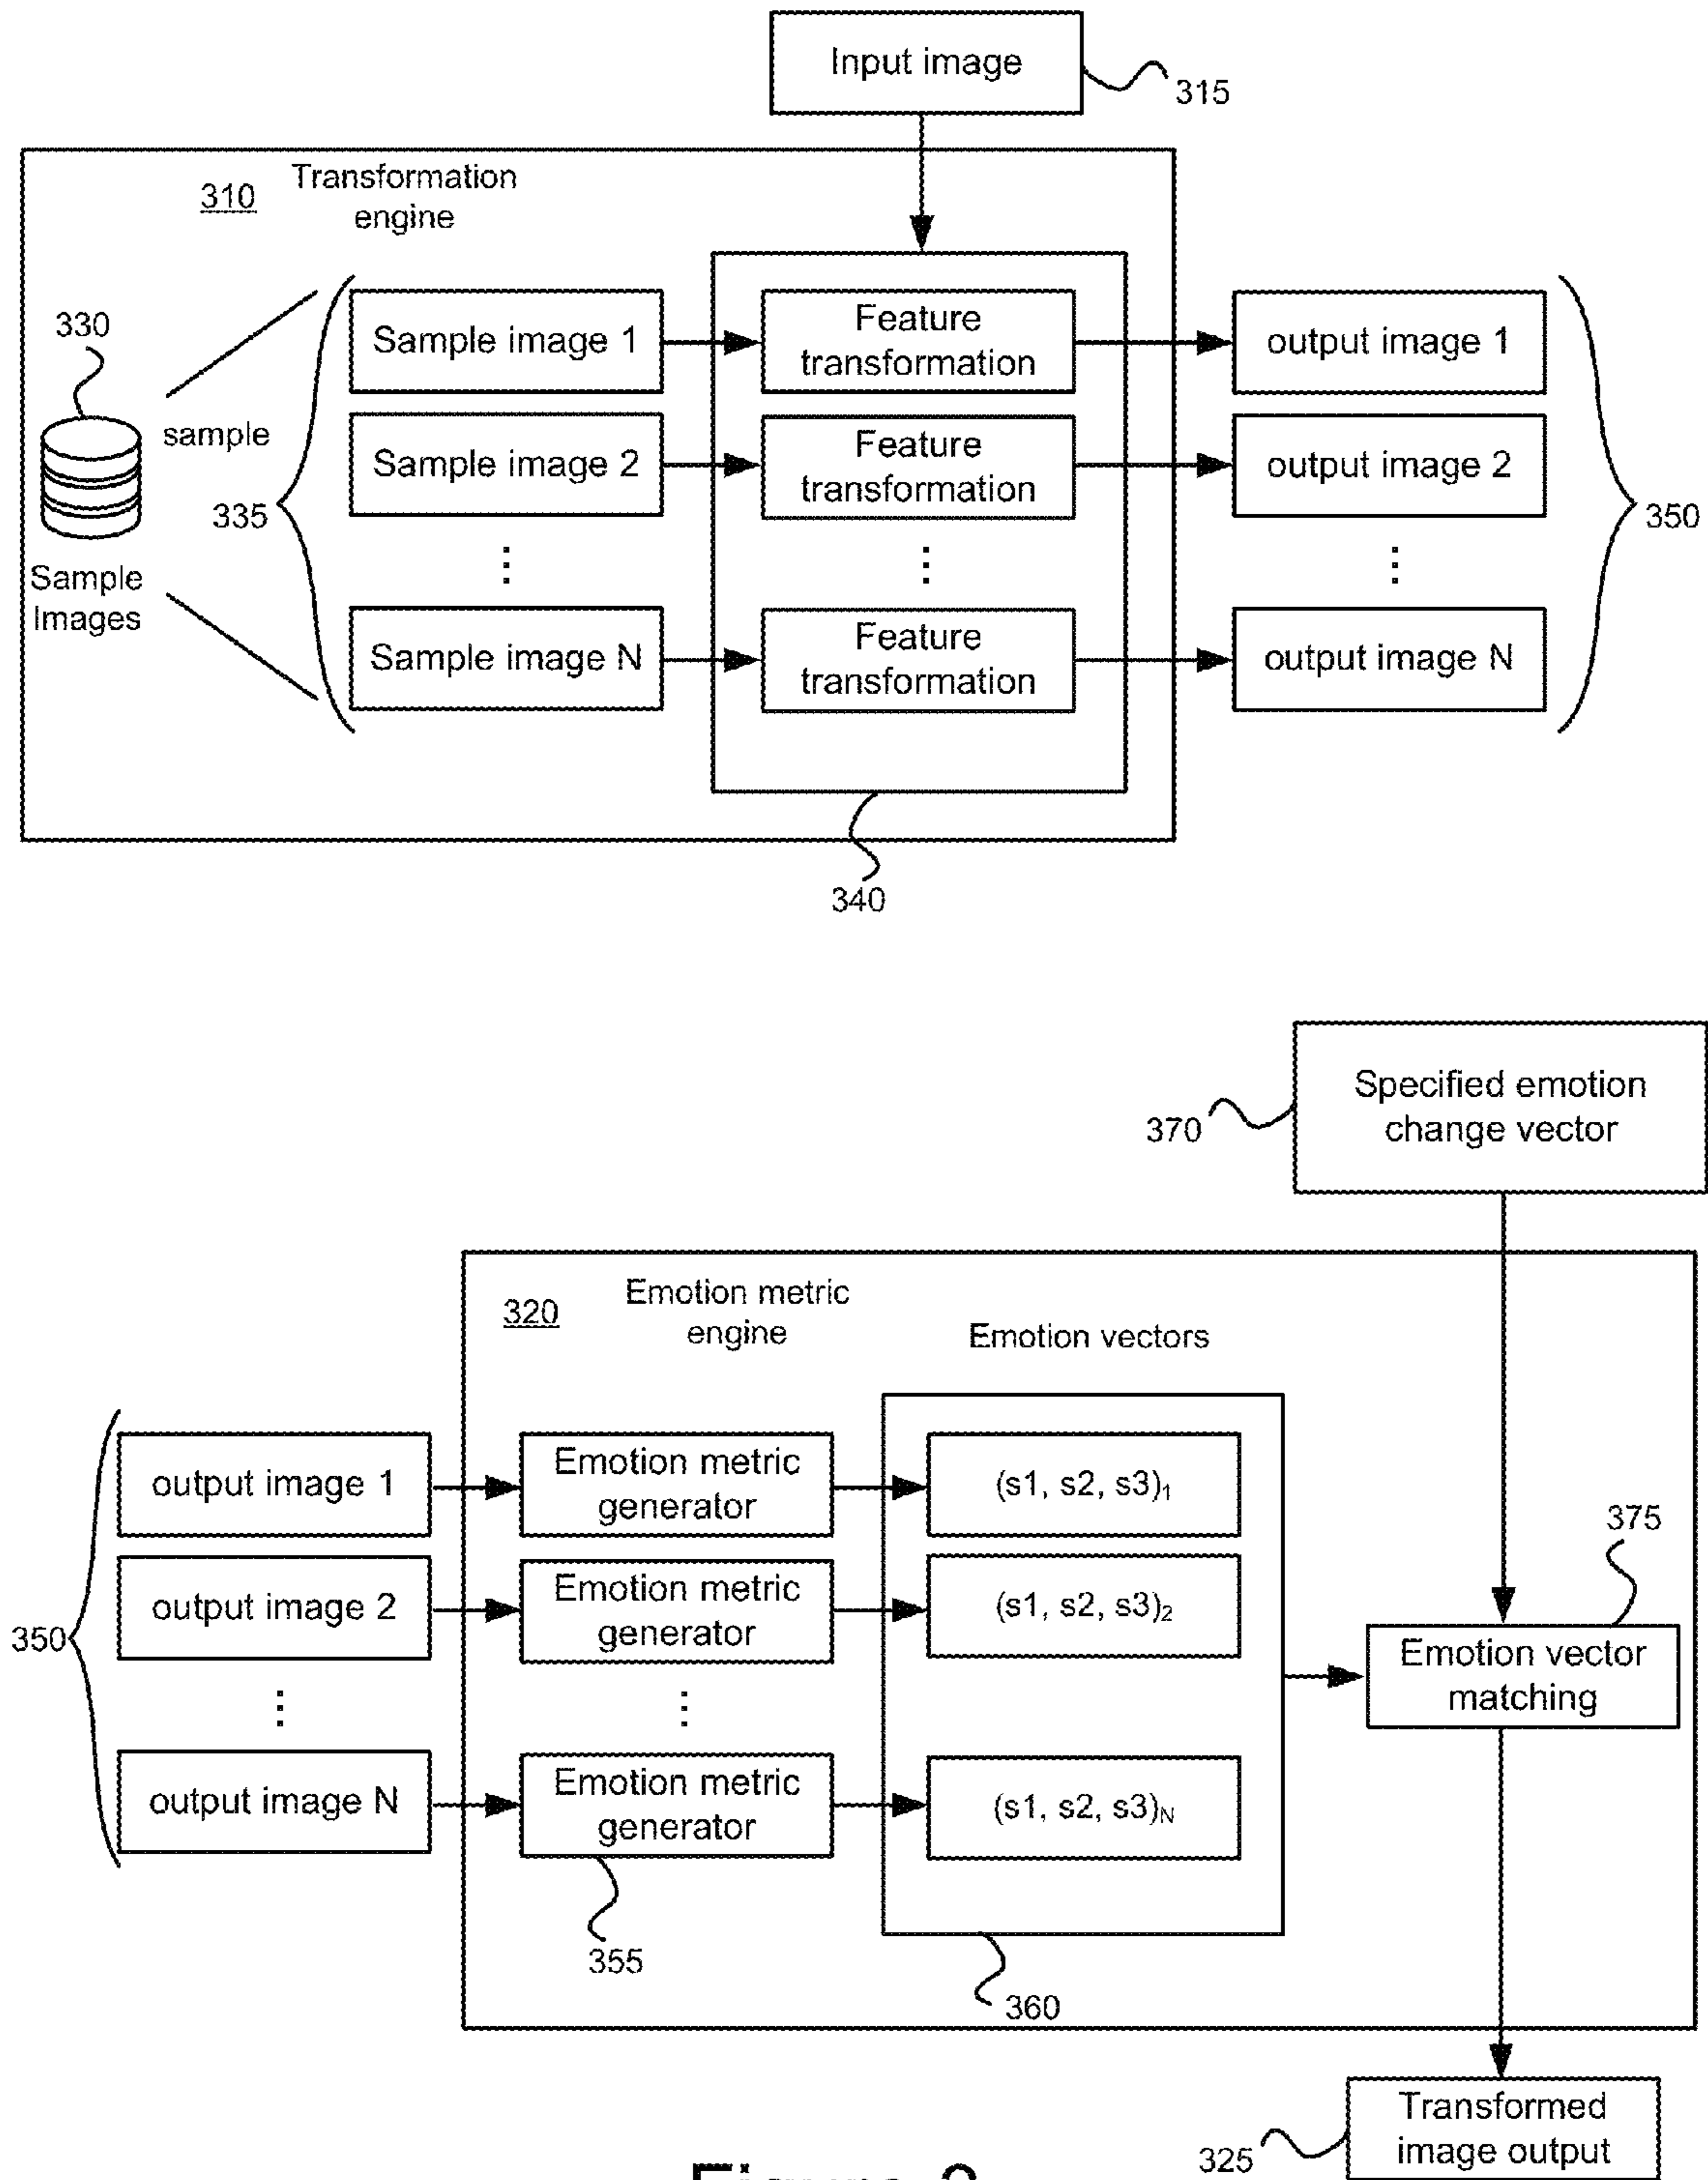 Input image
315
310
Transformation
engine
330
sample
Sample
Images
335
Sample image 1
Feature
transformation
output image 1
Sample image 2
Feature
transformation
output image 2
⋮
⋮
⋮
Sample image N
Feature
transformation
output image N
350
340
370
Specified emotion
change vector
320
Emotion metric
engine
Emotion vectors
350
output image 1
Emotion metric
generator
(s1, s2, s3)₁
output image 2
Emotion metric
generator
(s1, s2, s3)₂
375
Emotion vector
matching
⋮
⋮
output image N
Emotion metric
generator
(s1, s2, s3)N
355
360
325
Transformed
image output
Figure